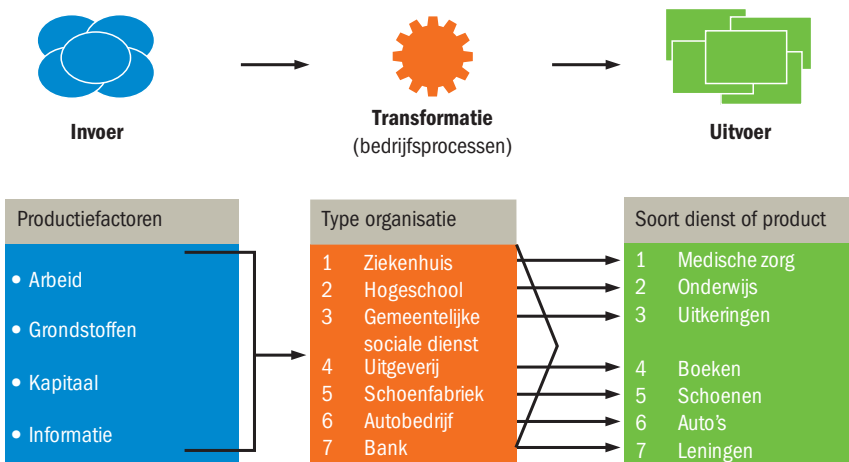 Invoer
Transformatie
(bedrijfsprocessen)
Uitvoer
Productiefactoren
• Arbeid
• Grondstoffen
• Kapitaal
• Informatie
Type organisatie
1 Ziekenhuis
2 Hogeschool
3 Gemeentelijke
sociale dienst
4 Uitgeverij
5 Schoenfabriek
6 Autobedrijf
7 Bank
Soort dienst of product
1 Medische zorg
2 Onderwijs
3 Uitkeringen
4 Boeken
5 Schoenen
6 Auto's
7 Leningen